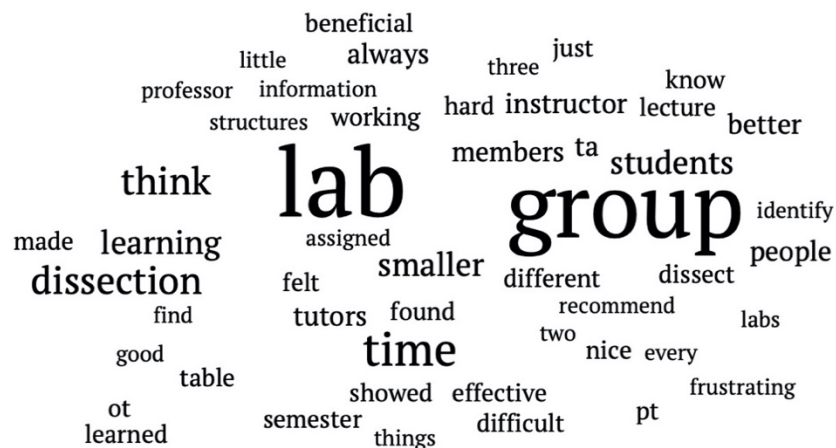 beneficial
little always just
three
professor information know
structures working hard instructor lecture better
members ta students
think lab group
identify
made learning assigned people
dissection felt smaller different dissect
find tutors found recommend labs
good time two nice every
table
showed effective frustrating
ot semester difficult pt
learned things